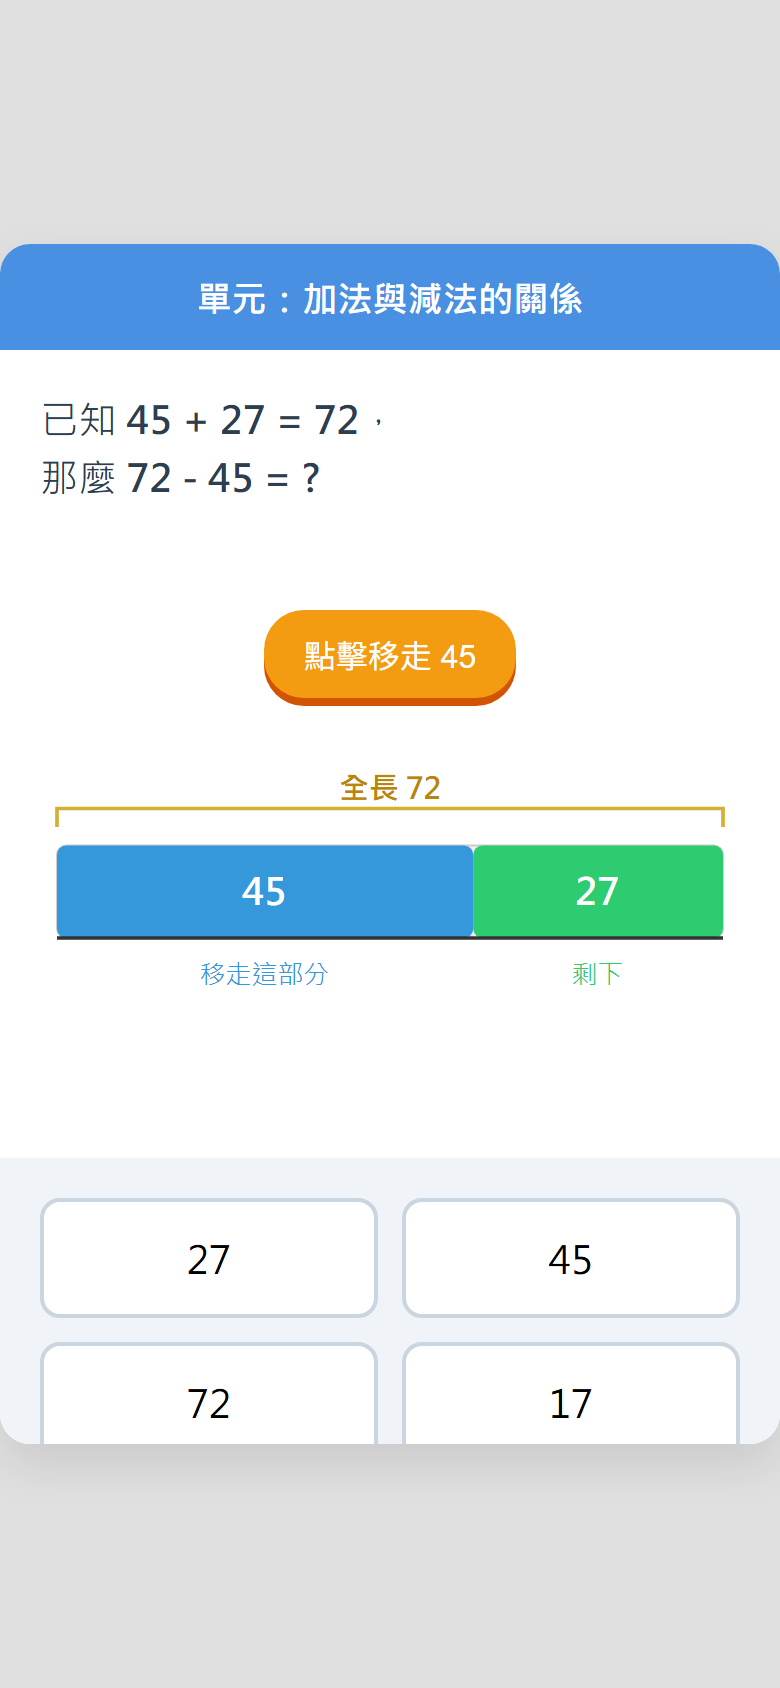 單元：加法與減法的關係
已知 45 + 27 = 72，
那麼 72 - 45 = ?
點擊移走 45
全長 72
45 27
移走這部分 剩下
27 45
72 17